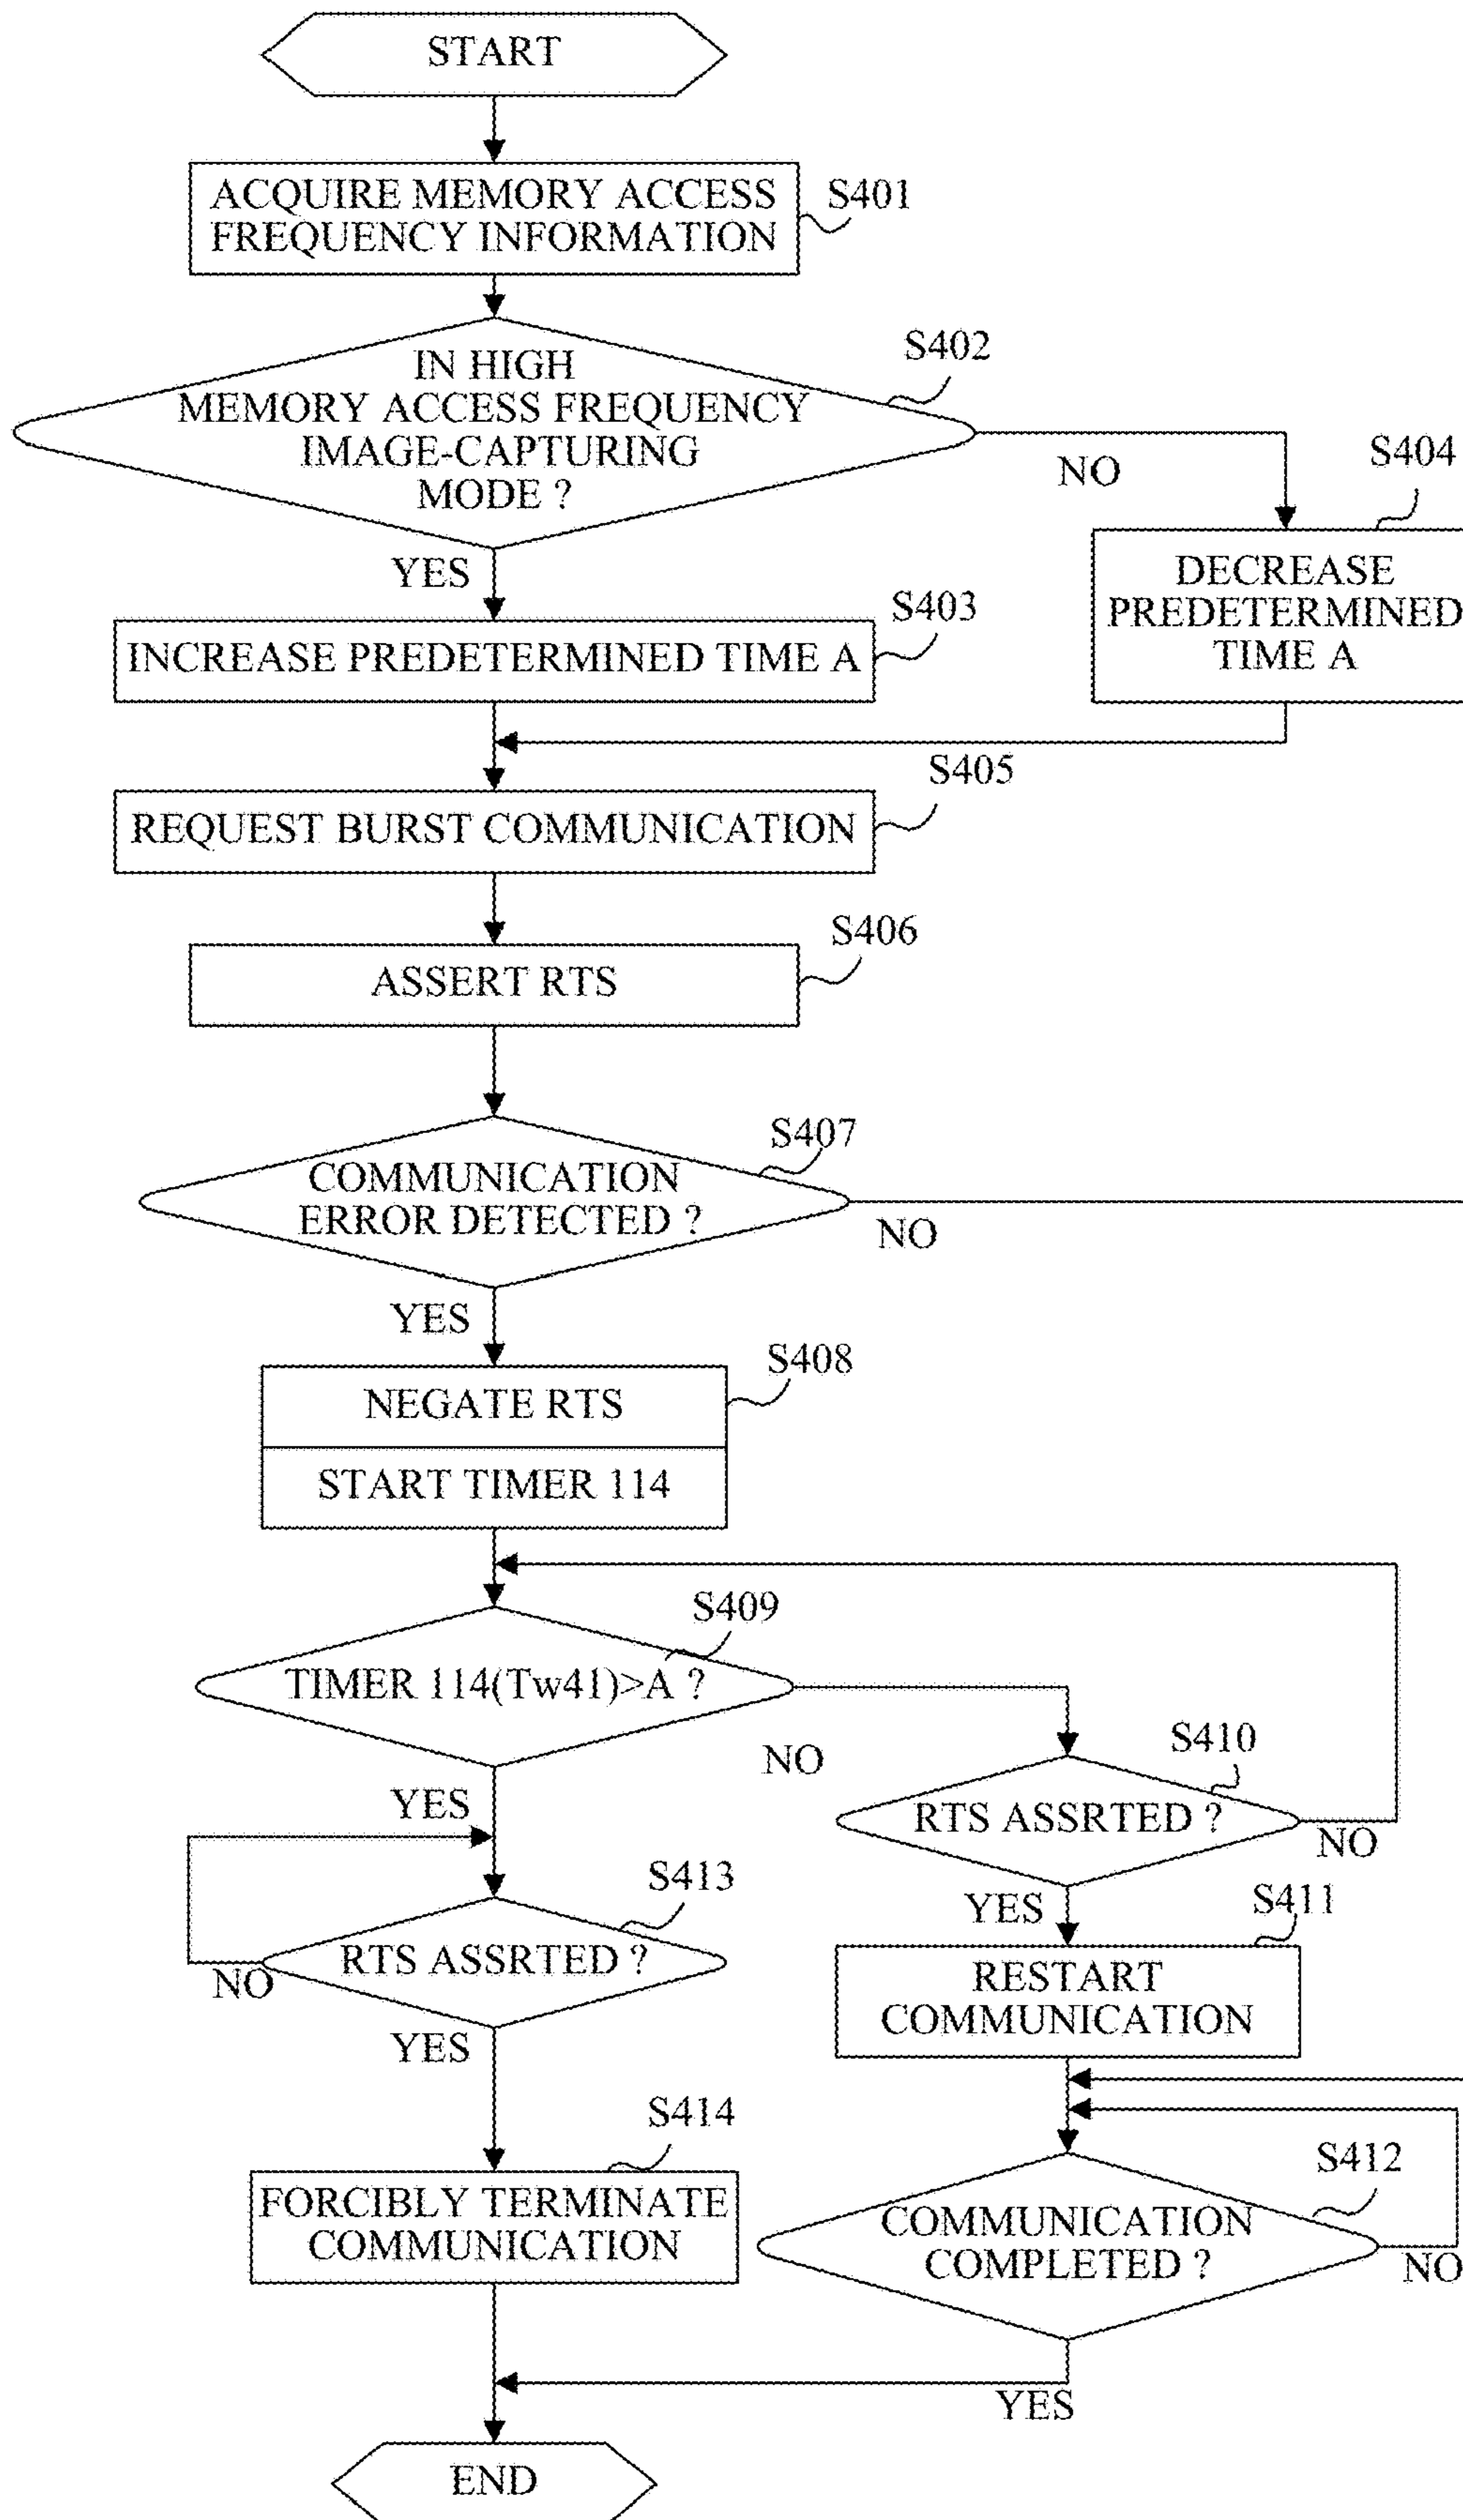 START
ACQUIRE MEMORY ACCESS
FREQUENCY INFORMATION
S401
IN HIGH
MEMORY ACCESS FREQUENCY
IMAGE-CAPTURING
MODE ?
S402
NO
YES
S404
DECREASE
PREDETERMINED
TIME A
S403
INCREASE PREDETERMINED TIME A
S405
REQUEST BURST COMMUNICATION
S406
ASSERT RTS
S407
COMMUNICATION
ERROR DETECTED ?
NO
YES
S408
NEGATE RTS
START TIMER 114
S409
TIMER 114(Tw41)>A ?
NO
YES
S410
RTS ASSRTED ?
NO
YES
S413
RTS ASSRTED ?
NO
YES
S411
RESTART
COMMUNICATION
S414
FORCIBLY TERMINATE
COMMUNICATION
S412
COMMUNICATION
COMPLETED ?
NO
YES
END